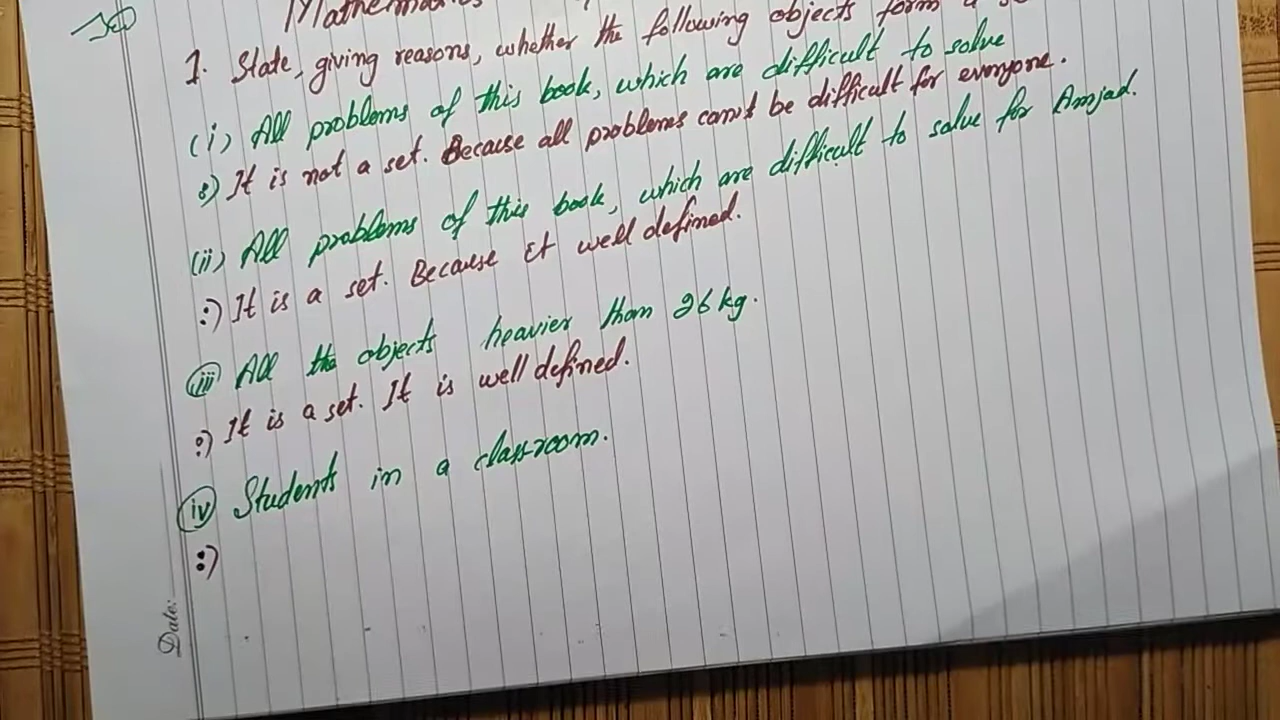 Mathematics
1. State, giving reasons, whether the following objects form a
(i) All problems of this book, which are difficult to solve
:) It is not a set. Because all problems can't be difficult for everyone.
(ii) All problems of this book, which are difficult to solve for Amjad.
:) It is a set. Because it well defined.
(iii) All the objects heavier than 26 kg.
:) It is a set. It is well defined.
(iv) Students in a classroom.
:)
Date: